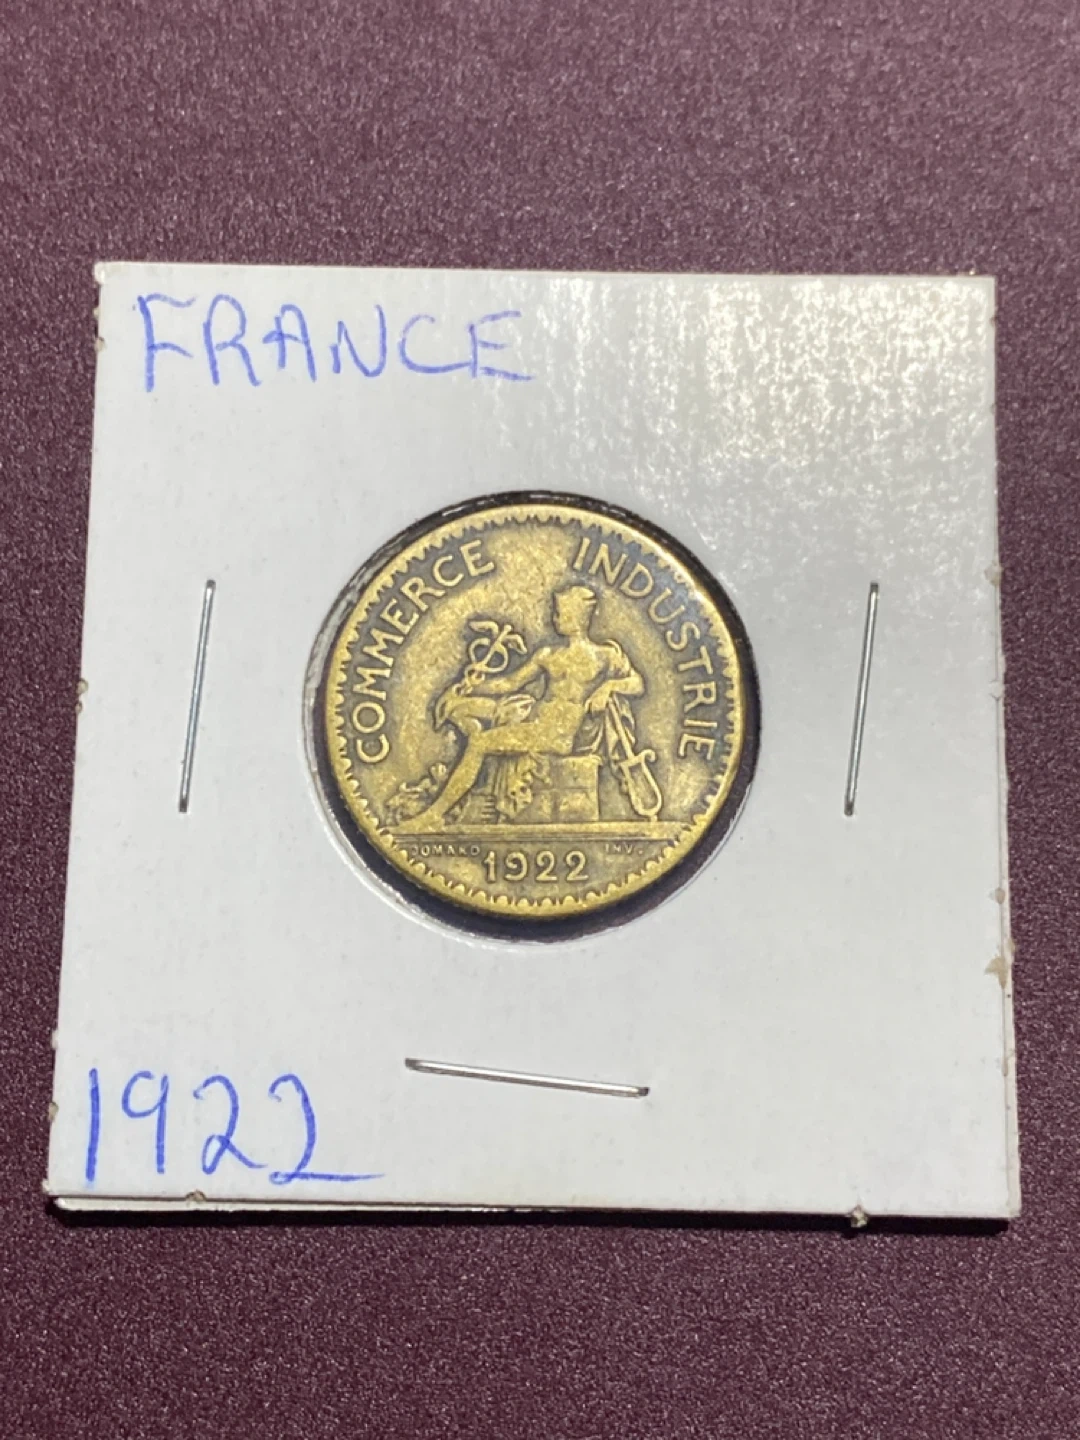 FRANCE
COMMERCE INDUSTRIE
DOMARD INV.
1922
1922